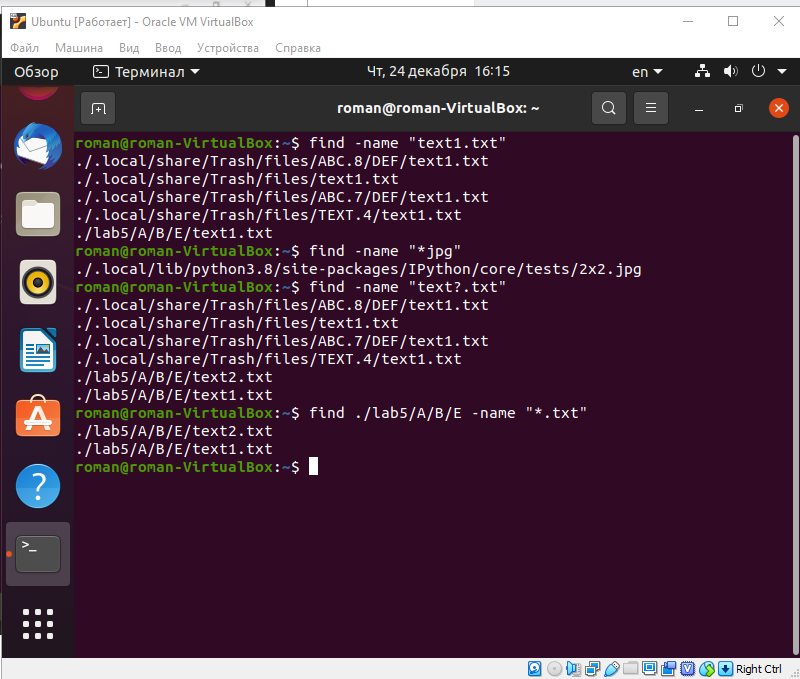 Ubuntu [Работает] - Oracle VM VirtualBox
Файл Машина Вид Ввод Устройства Справка
Обзор Терминал Чт, 24 декабря 16:15 en
roman@roman-VirtualBox: ~
roman@roman-VirtualBox:~$ find -name "text1.txt"
./.local/share/Trash/files/ABC.8/DEF/text1.txt
./.local/share/Trash/files/text1.txt
./.local/share/Trash/files/ABC.7/DEF/text1.txt
./.local/share/Trash/files/TEXT.4/text1.txt
./lab5/A/B/E/text1.txt
roman@roman-VirtualBox:~$ find -name "*jpg"
./.local/lib/python3.8/site-packages/IPython/core/tests/2x2.jpg
roman@roman-VirtualBox:~$ find -name "text?.txt"
./.local/share/Trash/files/ABC.8/DEF/text1.txt
./.local/share/Trash/files/text1.txt
./.local/share/Trash/files/ABC.7/DEF/text1.txt
./.local/share/Trash/files/TEXT.4/text1.txt
./lab5/A/B/E/text2.txt
./lab5/A/B/E/text1.txt
roman@roman-VirtualBox:~$ find ./lab5/A/B/E -name "*.txt"
./lab5/A/B/E/text2.txt
./lab5/A/B/E/text1.txt
roman@roman-VirtualBox:~$
Right Ctrl